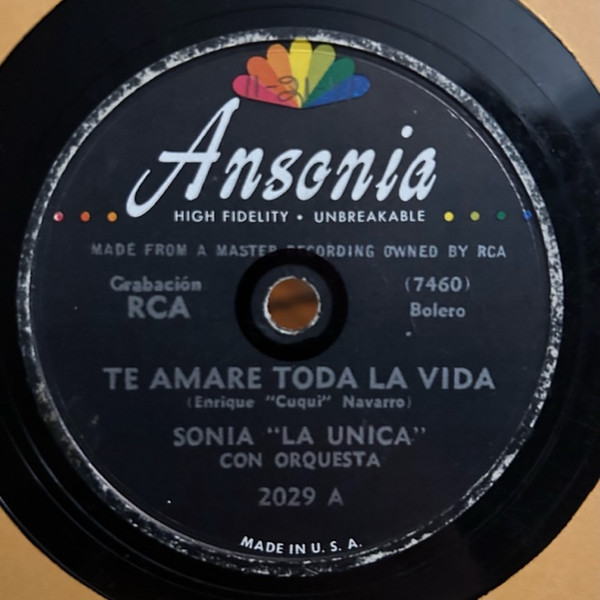 Ansonia
HIGH FIDELITY • UNBREAKABLE
MADE FROM A MASTER RECORDING OWNED BY RCA
Grabación (7460)
RCA Bolero
TE AMARE TODA LA VIDA
(Enrique "Cuqui" Navarro)
SONIA "LA UNICA"
CON ORQUESTA
2029 A
MADE IN U. S. A.